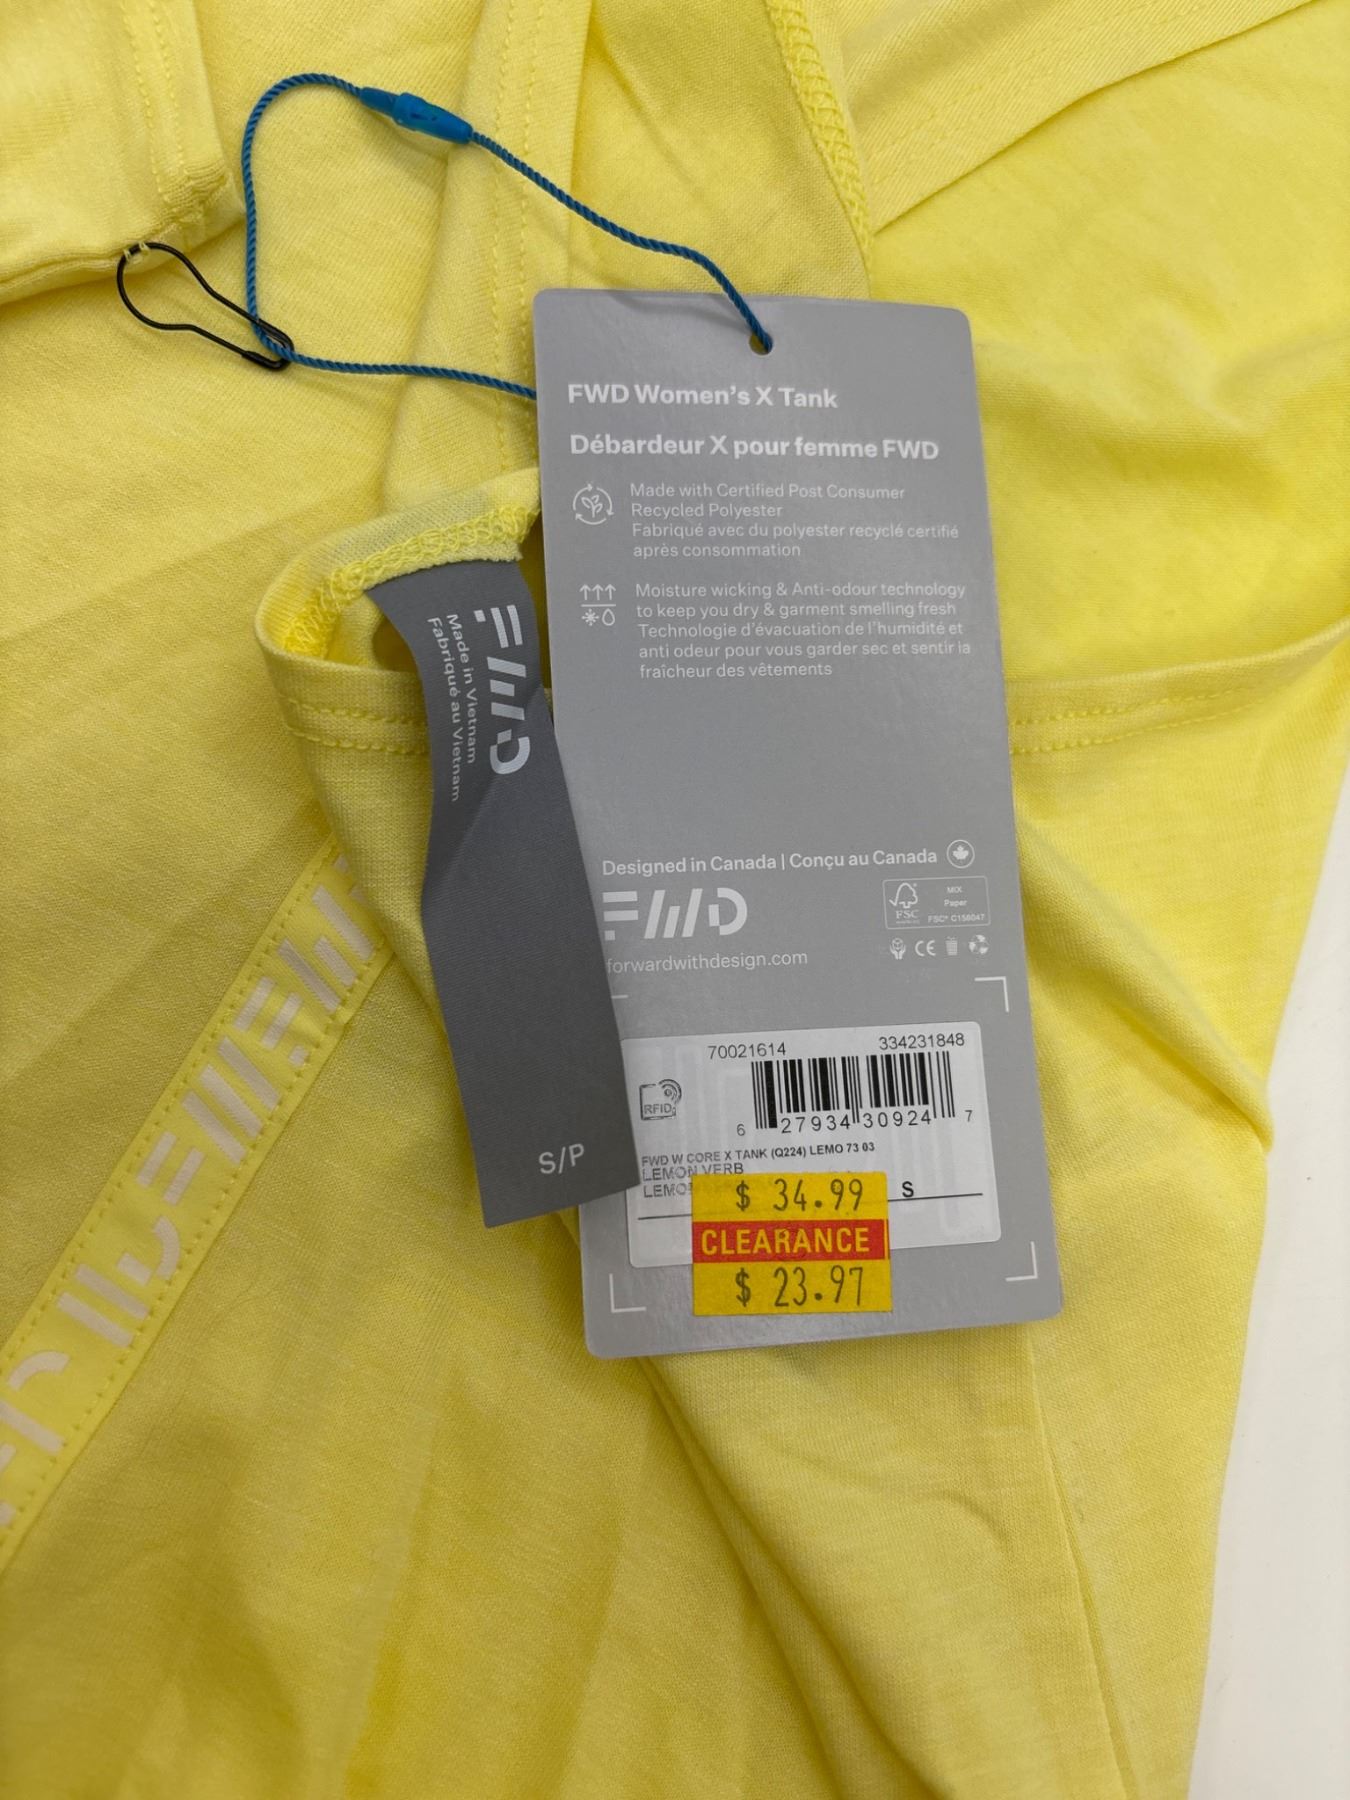 FWD Women's X Tank
Débardeur X pour femme FWD
Made with Certified Post Consumer
Recycled Polyester
Fabriqué avec du polyester recyclé certifié
après consommation
Moisture wicking & Anti-odour technology
to keep you dry & garment smelling fresh
Technologie d'évacuation de l'humidité et
anti odeur pour vous garder sec et sentir la
fraîcheur des vêtements
FWD
Made in Vietnam
Fabriqué au Vietnam
S/P
Designed in Canada | Conçu au Canada
FWD
forwardwithdesign.com
FSC
MIX
Paper
FSC® C156047
CE
70021614 334231848
RFID
6 27934 30924 7
FWD W CORE X TANK (Q224) LEMO 73 03
LEMON VERB
LEMO
S
$ 34.99
CLEARANCE
$ 23.97